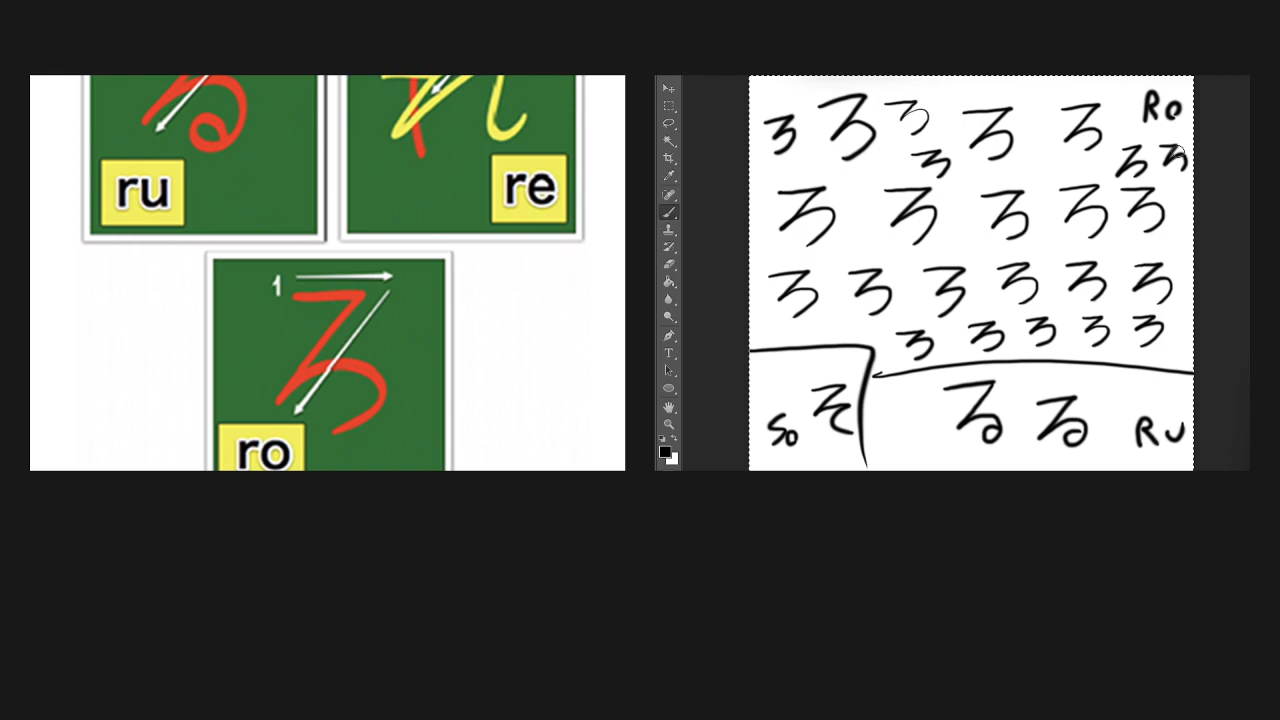 る れ
ru re
1
ろ
ro
ろ ろ ろ ろ ろ Ro
ろ ろ ろ
ろ ろ ろ ろ ろ
ろ ろ ろ ろ ろ ろ
ろ ろ ろ ろ ろ
So そ
る る Ru